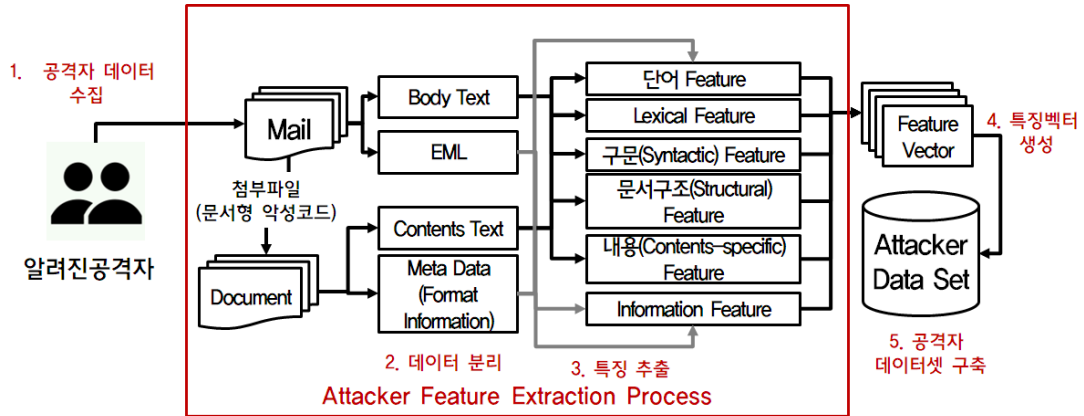 1. 공격자 데이터
수집
알려진공격자
Mail
첨부파일
(문서형 악성코드)
Document
Body Text
EML
Contents Text
Meta Data
(Format
Information)
2. 데이터 분리
단어 Feature
Lexical Feature
구문(Syntactic) Feature
문서구조(Structural)
Feature
내용(Contents-specific)
Feature
Information Feature
3. 특징 추출
Attacker Feature Extraction Process
Feature
Vector
4. 특징벡터
생성
Attacker
Data Set
5. 공격자
데이터셋 구축